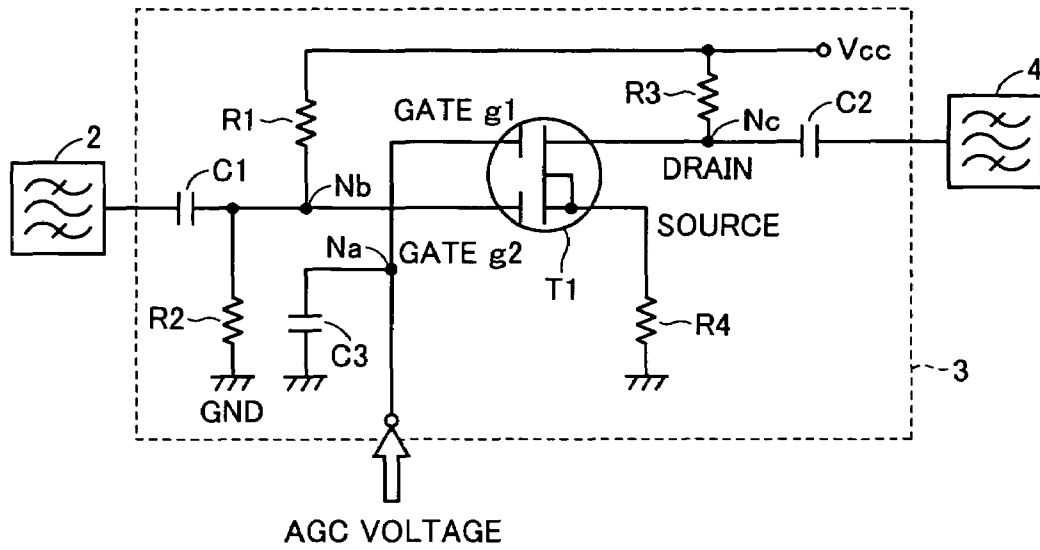 Vcc
4
R3
C2
R1
GATE g1
2
Nc
C1
DRAIN
Nb
SOURCE
Na
GATE g2
T1
R2
R4
C3
3
GND
AGC VOLTAGE